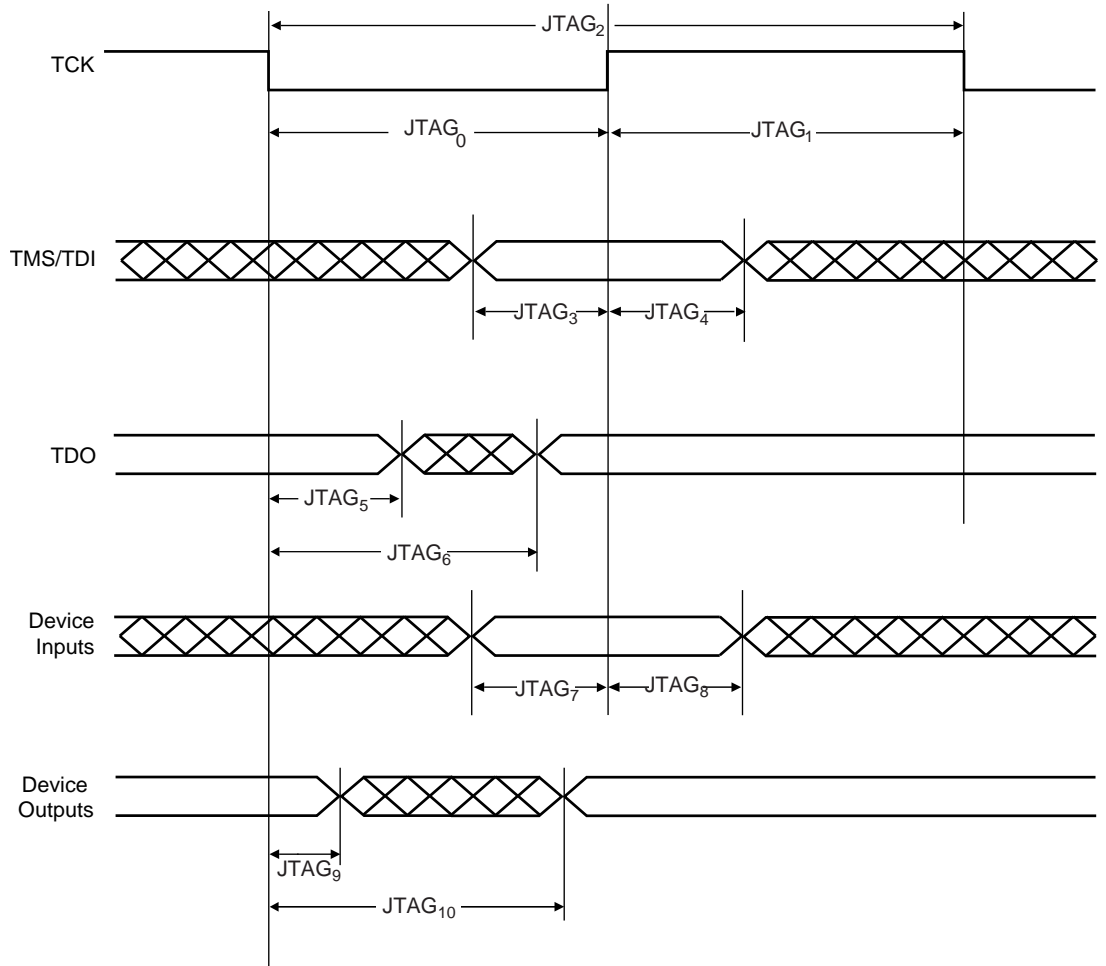 JTAG₂
TCK
JTAG₀
JTAG₁
TMS/TDI
JTAG₃
JTAG₄
TDO
JTAG₅
JTAG₆
Device
Inputs
JTAG₇
JTAG₈
Device
Outputs
JTAG₉
JTAG₁₀